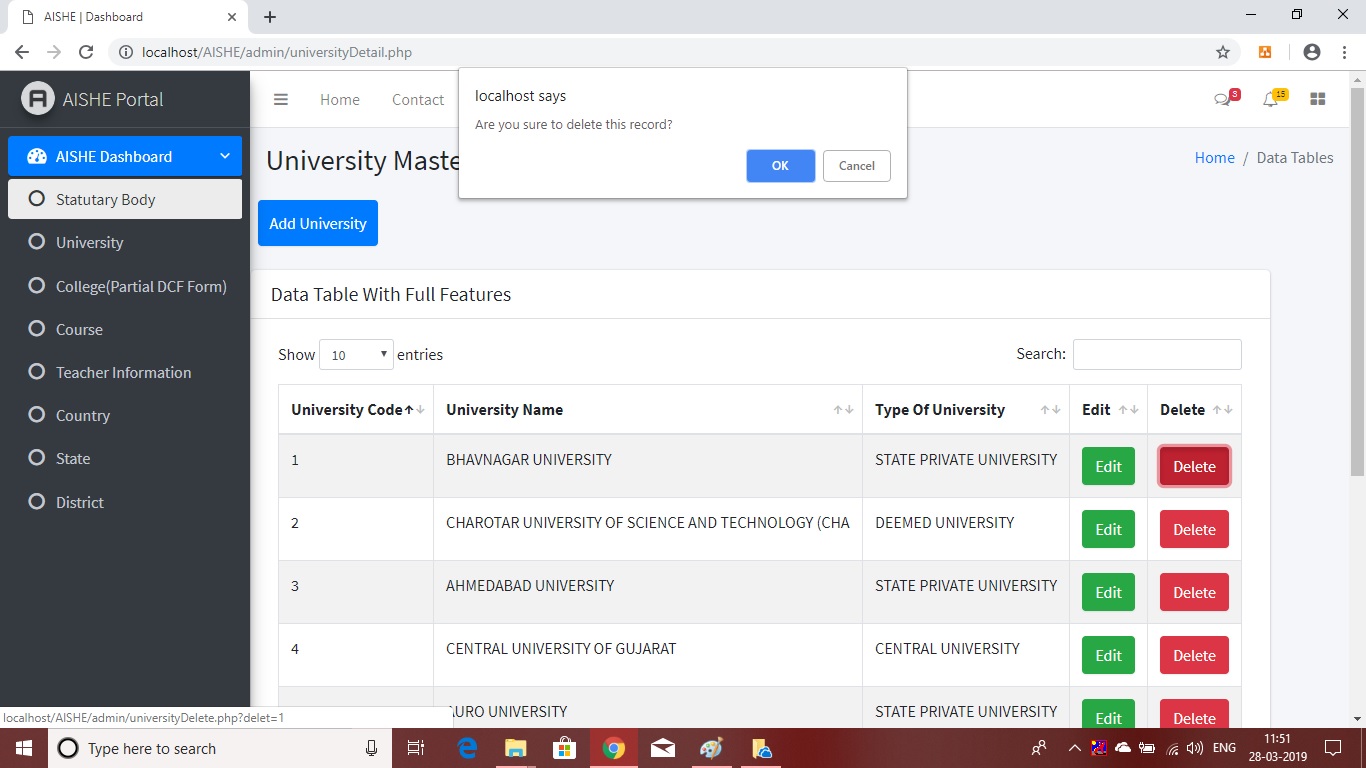 AISHE | Dashboard
localhost/AISHE/admin/universityDetail.php
AISHE Portal
Home Contact
3
15
localhost says
Are you sure to delete this record?
OK Cancel
AISHE Dashboard
Statutary Body
University
College(Partial DCF Form)
Course
Teacher Information
Country
State
District
University Maste
Home / Data Tables
Add University
Data Table With Full Features
Show 10 entries
Search:
University Code University Name Type Of University Edit Delete
1 BHAVNAGAR UNIVERSITY STATE PRIVATE UNIVERSITY Edit Delete
2 CHAROTAR UNIVERSITY OF SCIENCE AND TECHNOLOGY (CHA DEEMED UNIVERSITY Edit Delete
3 AHMEDABAD UNIVERSITY STATE PRIVATE UNIVERSITY Edit Delete
4 CENTRAL UNIVERSITY OF GUJARAT CENTRAL UNIVERSITY Edit Delete
URO UNIVERSITY STATE PRIVATE UNIVERSITY Edit Delete
localhost/AISHE/admin/universityDelete.php?delet=1
Type here to search
ENG
11:51
28-03-2019